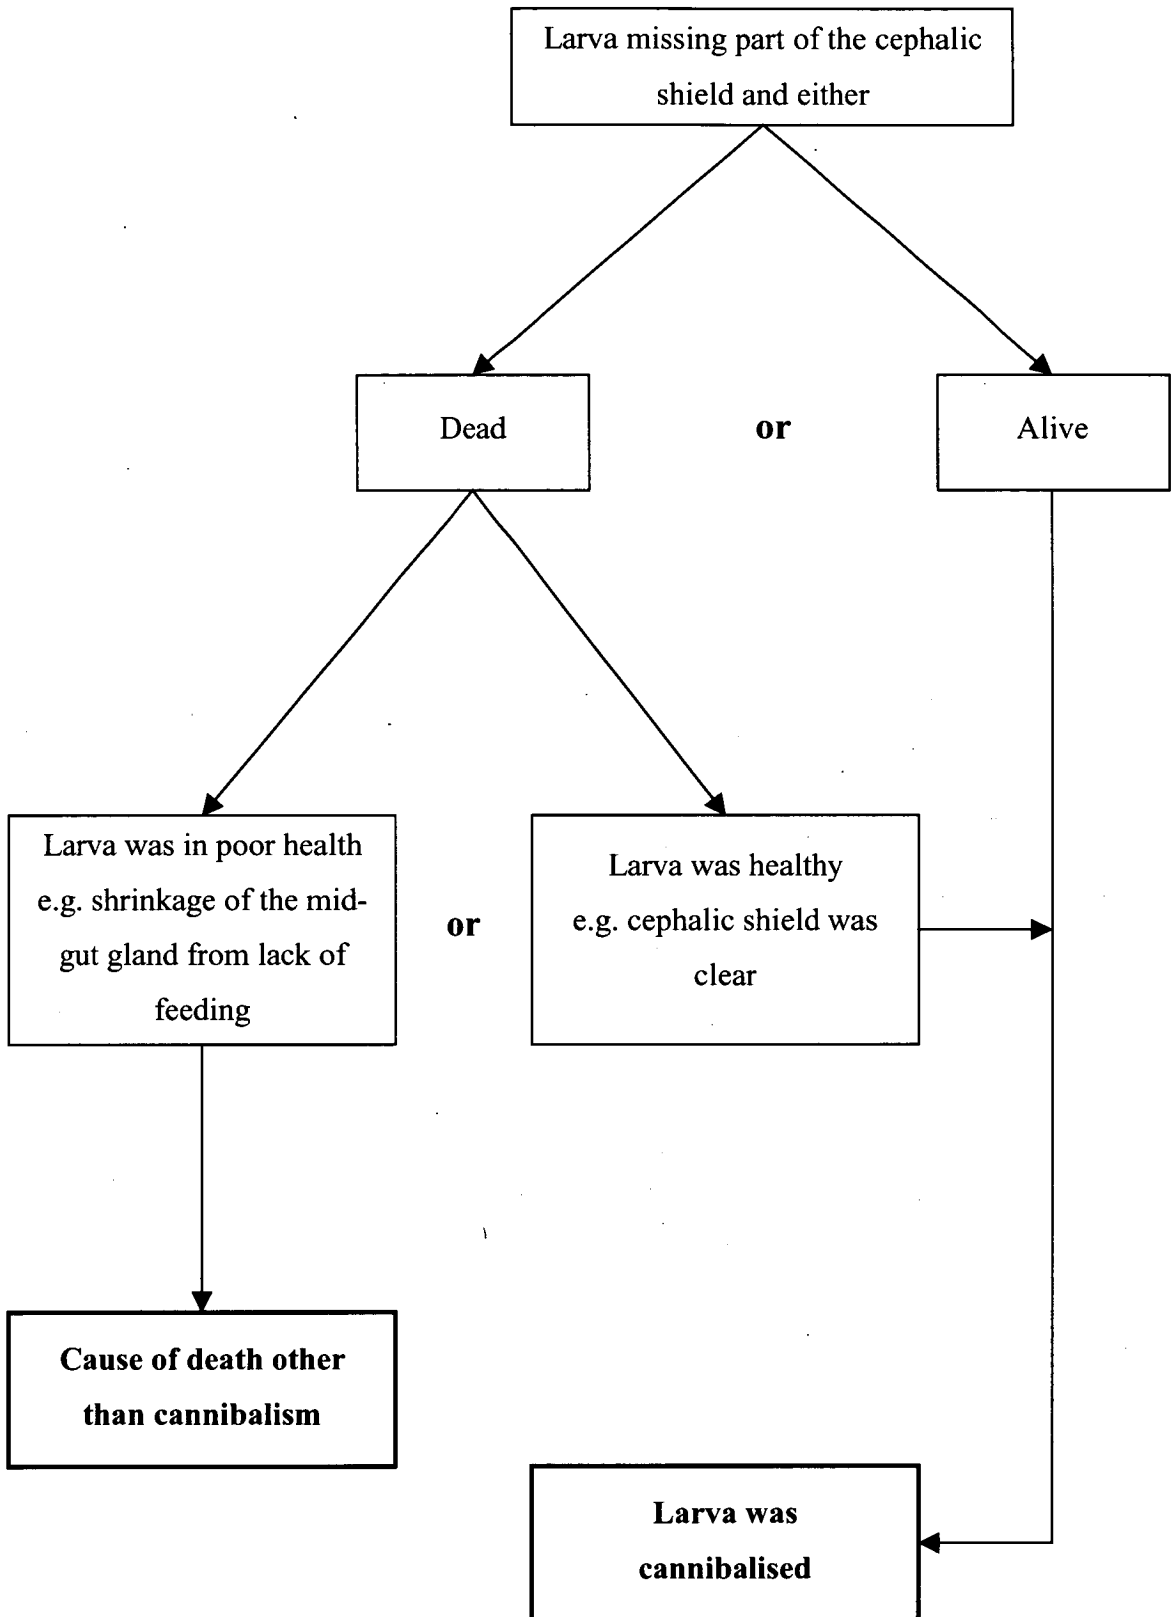 Larva missing part of the cephalic
shield and either
Dead
or
Alive
Larva was in poor health
e.g. shrinkage of the mid-
gut gland from lack of
feeding
or
Larva was healthy
e.g. cephalic shield was
clear
Cause of death other
than cannibalism
Larva was
cannibalised